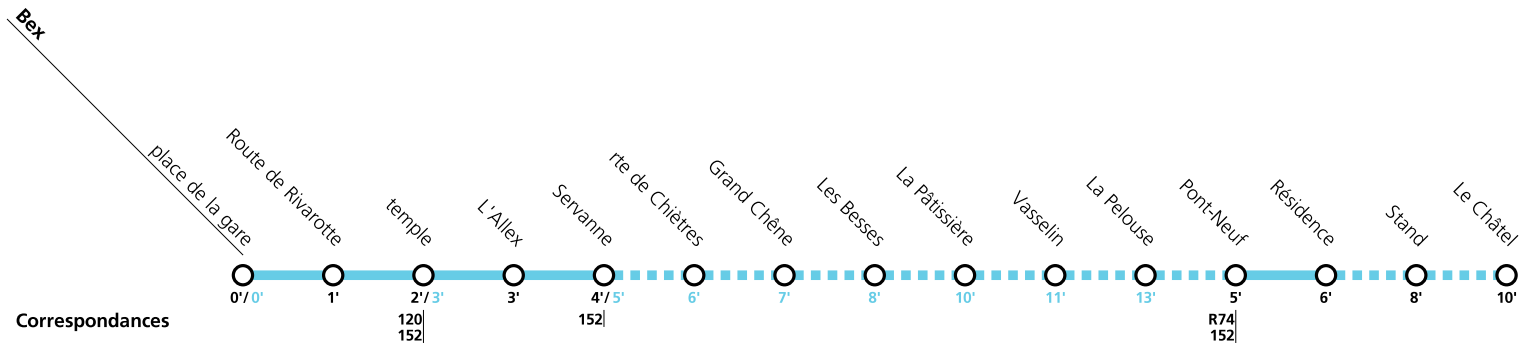 Bex
place de la gare
Route de Rivarotte
temple
L'Allex
Servanne
rte de Chiètres
Grand Chêne
Les Besses
La Pâtissière
Vasselin
La Pelouse
Pont-Neuf
Résidence
Stand
Le Châtel
0'/ 0' 1' 2'/ 3' 3' 4'/ 5' 6' 7' 8' 10' 11' 13' 5' 6' 8' 10'
Correspondances 120 152 R74
152 152